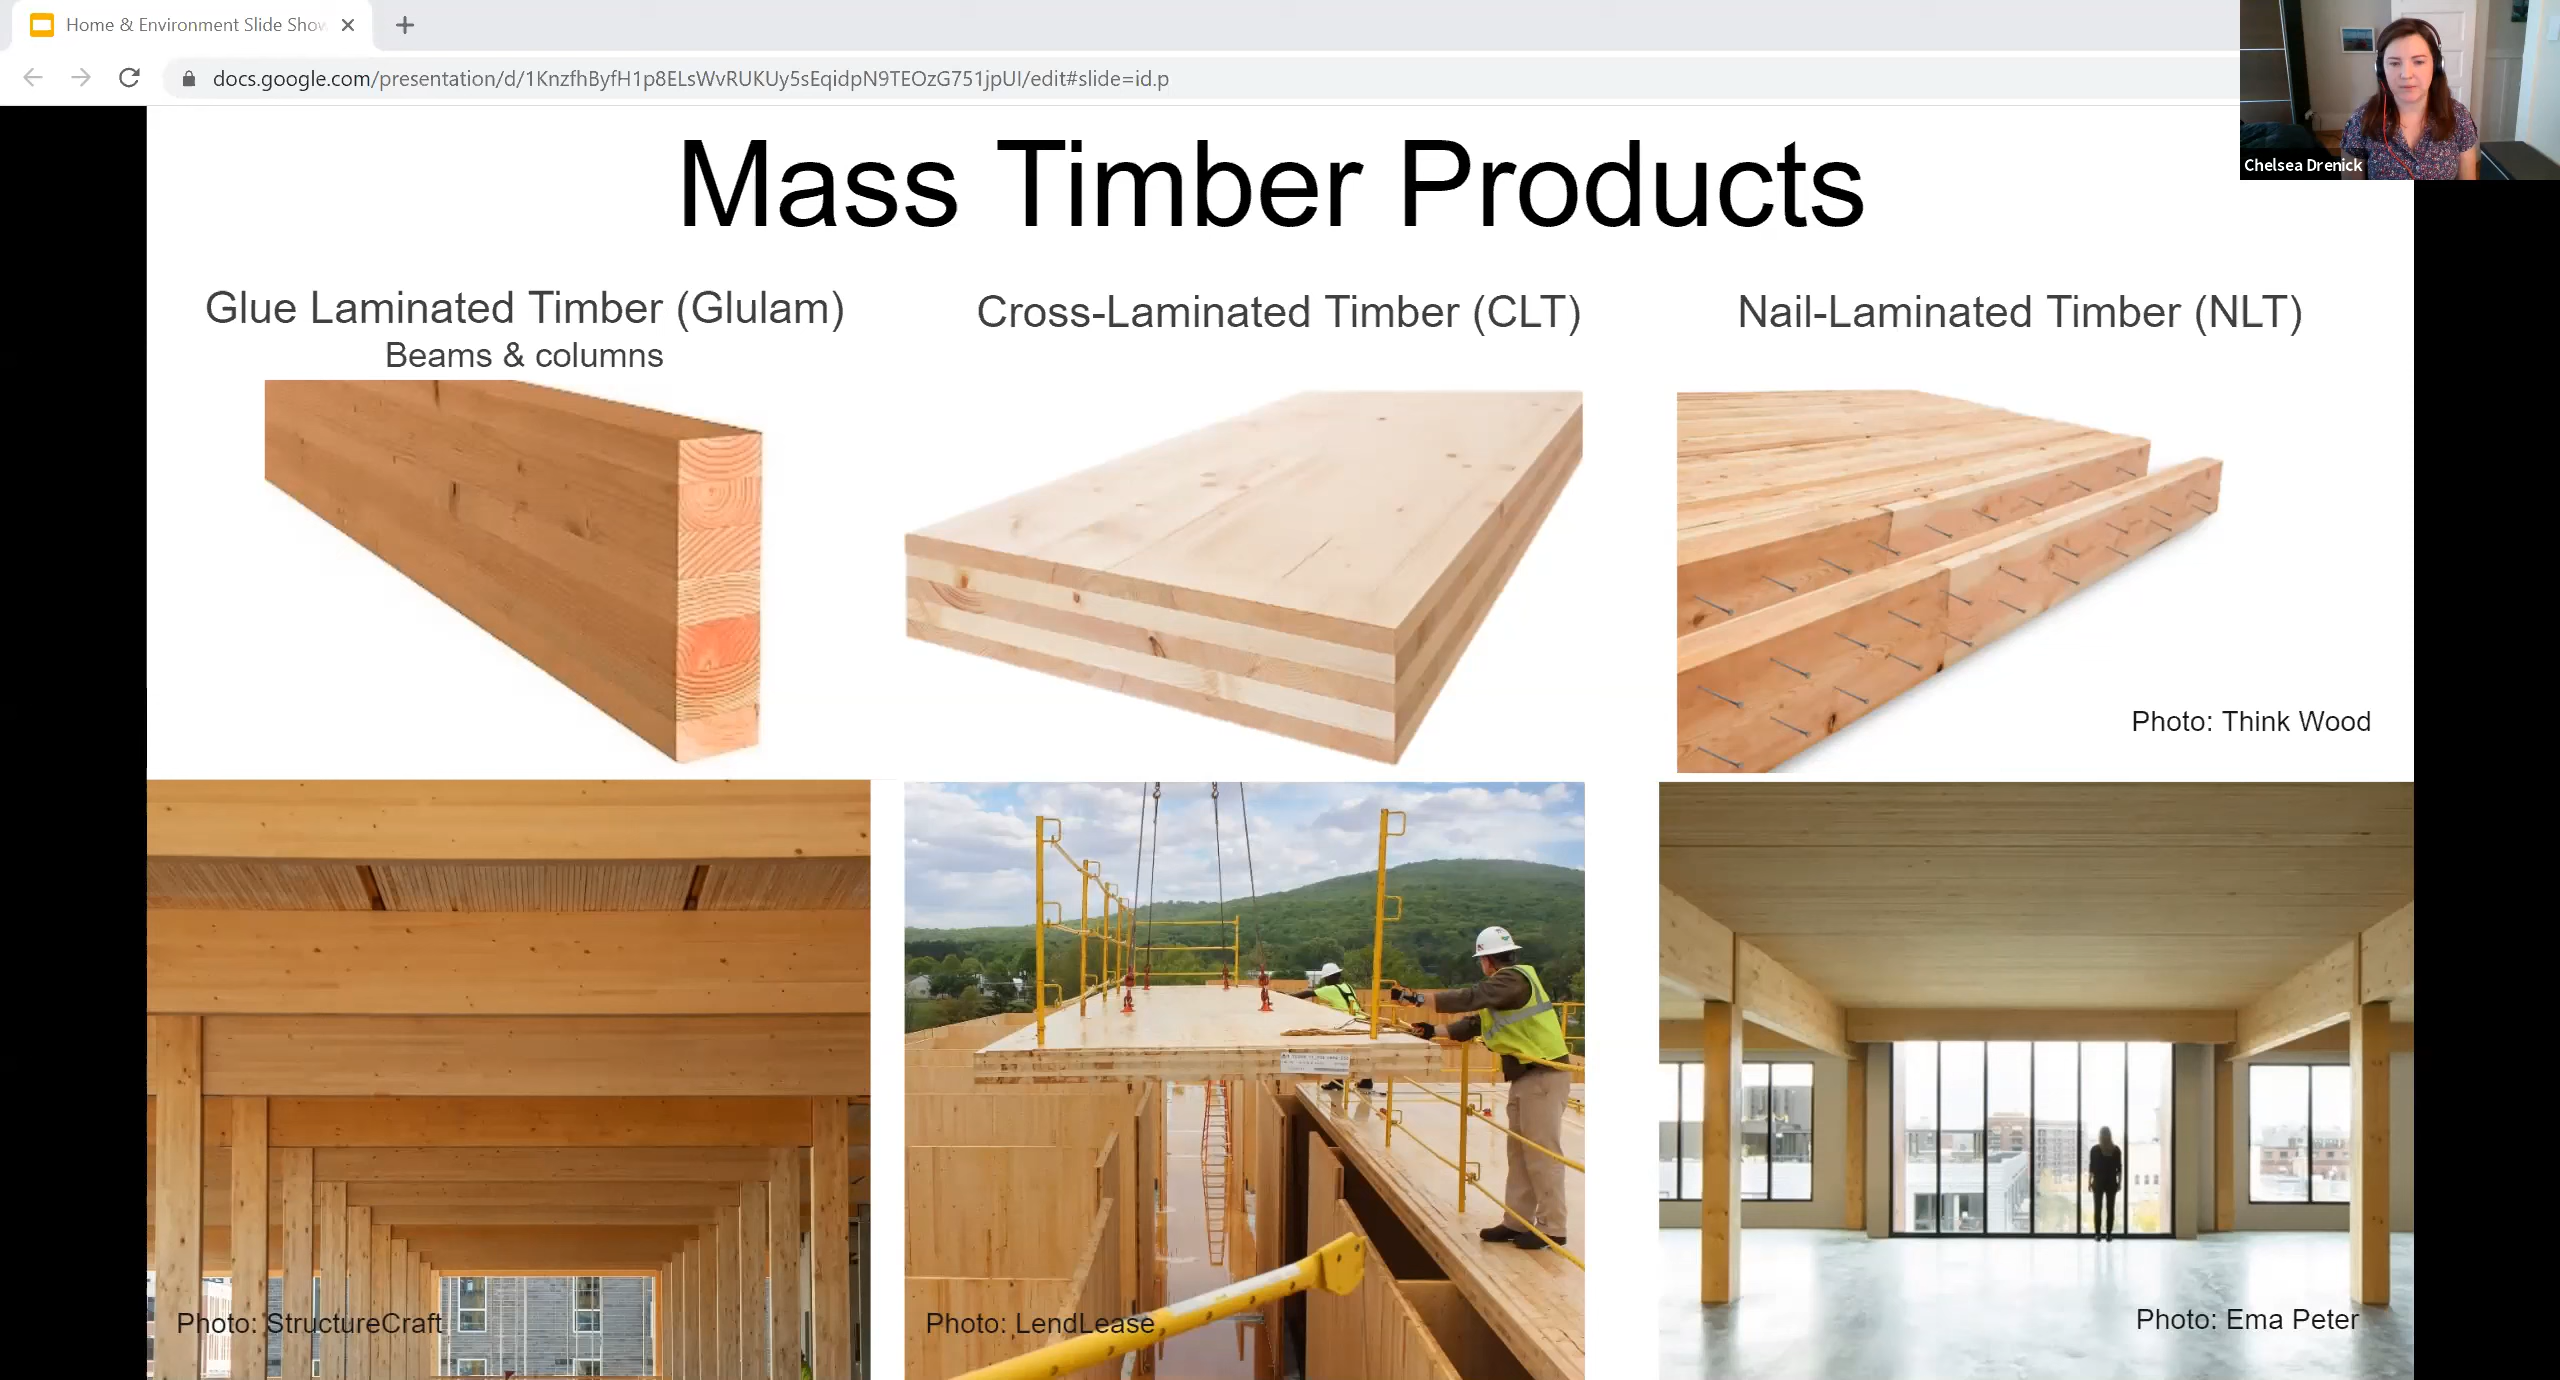 Home & Environment Slide Show
docs.google.com/presentation/d/1KnzfhByfH1p8ELsWvRUKUy5sEqidpN9TEOzG751jpUI/edit#slide=id.p
Chelsea Drenick
Mass Timber Products
Glue Laminated Timber (Glulam)
Beams & columns
Cross-Laminated Timber (CLT)
Nail-Laminated Timber (NLT)
Photo: Think Wood
Photo: StructureCraft
Photo: LendLease
Photo: Ema Peter